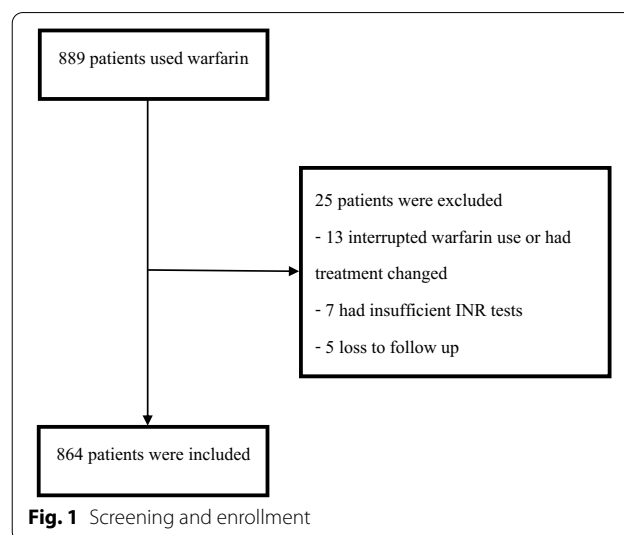 889 patients used warfarin
25 patients were excluded
- 13 interrupted warfarin use or had
treatment changed
- 7 had insufficient INR tests
- 5 loss to follow up
864 patients were included
Fig. 1 Screening and enrollment